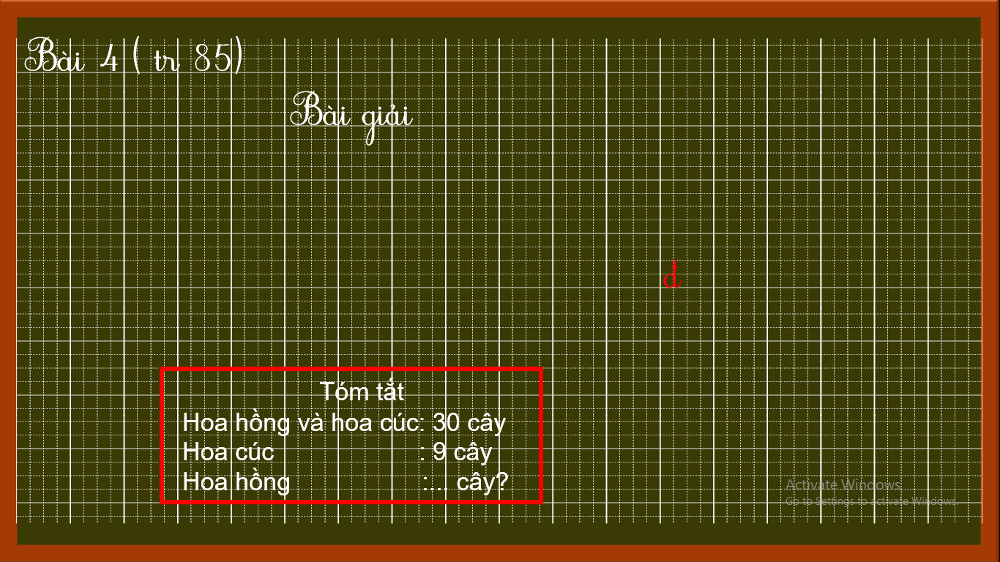 Bài 4 ( tr 85)
Bài giải
d
Tóm tắt
Hoa hồng và hoa cúc: 30 cây
Hoa cúc : 9 cây
Hoa hồng :... cây?
Activate Windows
Go to Settings to activate Windows.